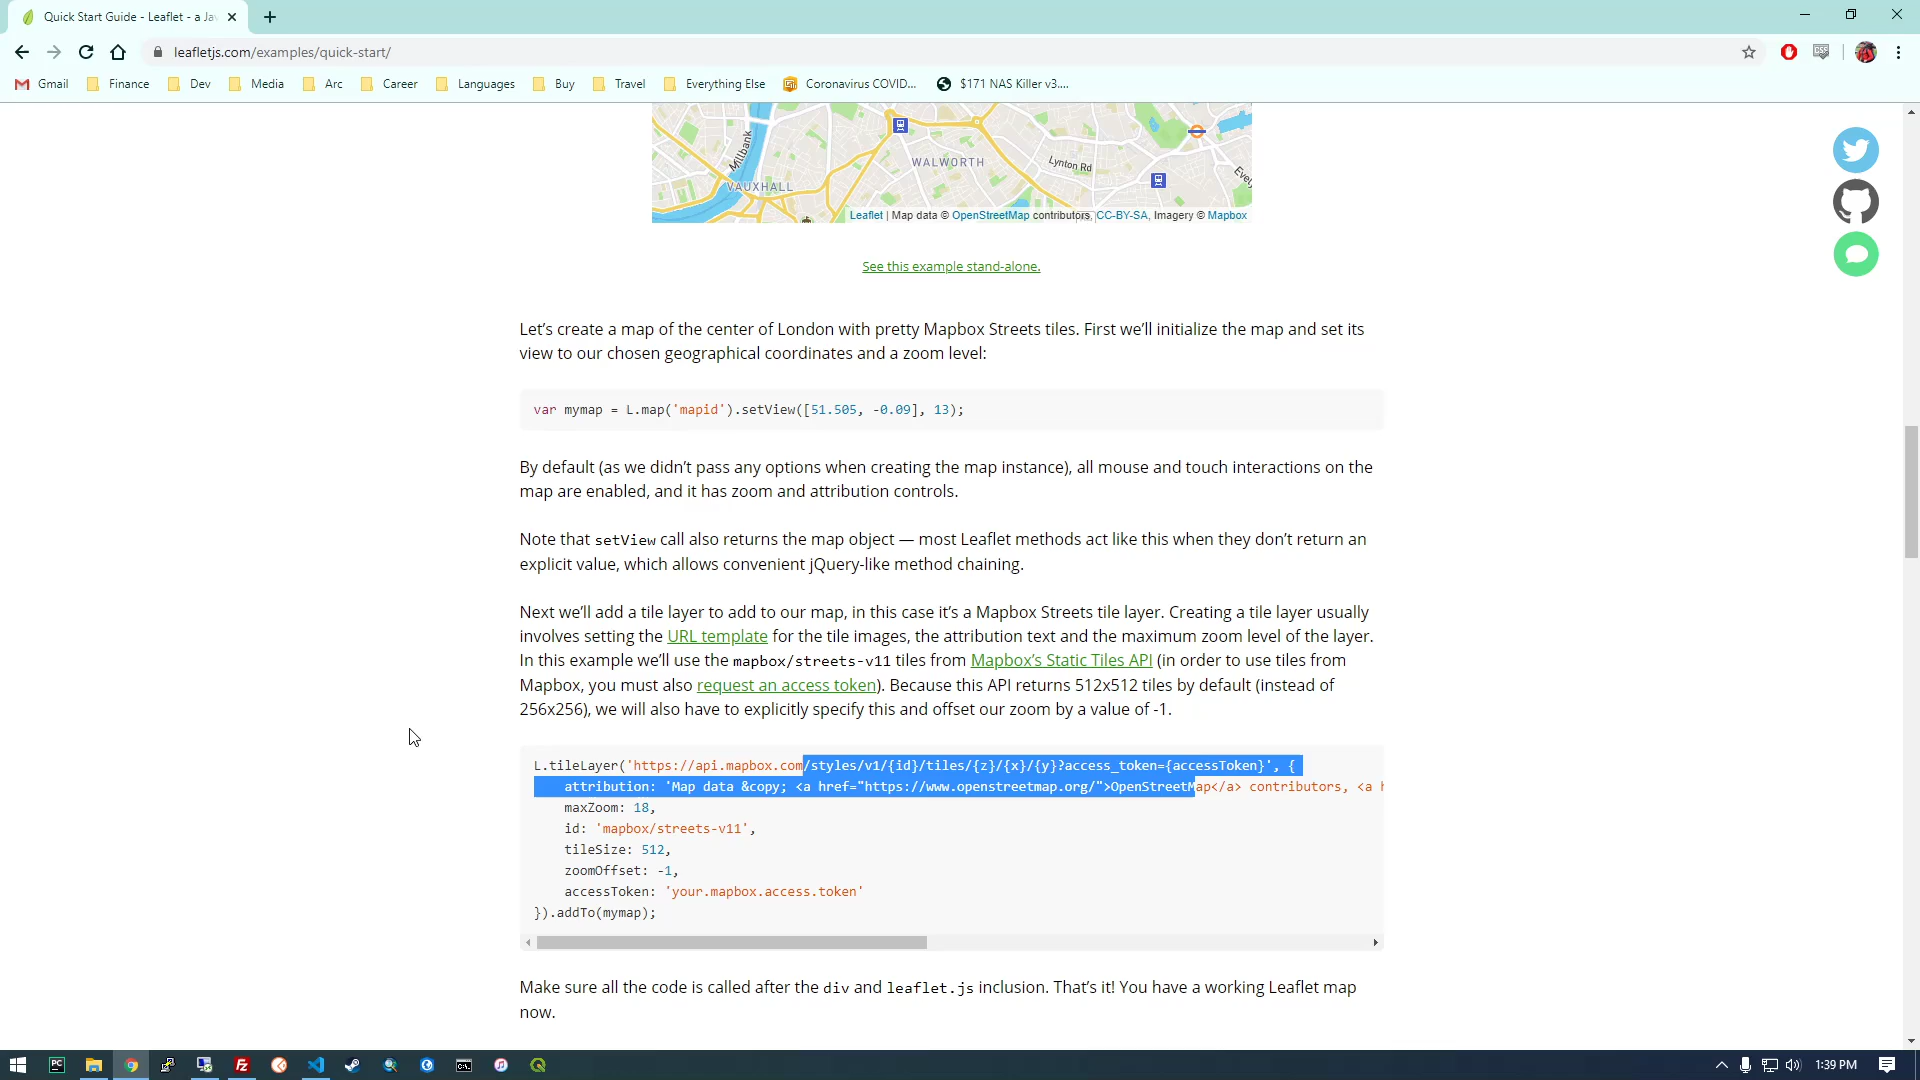 Quick Start Guide - Leaflet - a Ja
leafletjs.com/examples/quick-start/
Gmail
Finance
Dev
Media
Arc
Career
Languages
Buy
Travel
Everything Else
Coronavirus COVID...
$171 NAS Killer v3....
Millbank
VAUXHALL
WALWORTH
Lynton Rd
Leaflet | Map data © OpenStreetMap contributors, CC-BY-SA, Imagery © Mapbox
See this example stand-alone.
Let’s create a map of the center of London with pretty Mapbox Streets tiles. First we’ll initialize the map and set its
view to our chosen geographical coordinates and a zoom level:
var mymap = L.map('mapid').setView([51.505, -0.09], 13);
By default (as we didn’t pass any options when creating the map instance), all mouse and touch interactions on the
map are enabled, and it has zoom and attribution controls.
Note that setView call also returns the map object — most Leaflet methods act like this when they don’t return an
explicit value, which allows convenient jQuery-like method chaining.
Next we’ll add a tile layer to add to our map, in this case it’s a Mapbox Streets tile layer. Creating a tile layer usually
involves setting the URL template for the tile images, the attribution text and the maximum zoom level of the layer.
In this example we’ll use the mapbox/streets-v11 tiles from Mapbox’s Static Tiles API (in order to use tiles from
Mapbox, you must also request an access token). Because this API returns 512x512 tiles by default (instead of
256x256), we will also have to explicitly specify this and offset our zoom by a value of -1.
L.tileLayer('https://api.mapbox.com/styles/v1/{id}/tiles/{z}/{x}/{y}?access_token={accessToken}', {
attribution: 'Map data &copy; <a href="https://www.openstreetmap.org/">OpenStreetMap</a> contributors, <a h
maxZoom: 18,
id: 'mapbox/streets-v11',
tileSize: 512,
zoomOffset: -1,
accessToken: 'your.mapbox.access.token'
}).addTo(mymap);
Make sure all the code is called after the div and leaflet.js inclusion. That’s it! You have a working Leaflet map
now.
1:39 PM